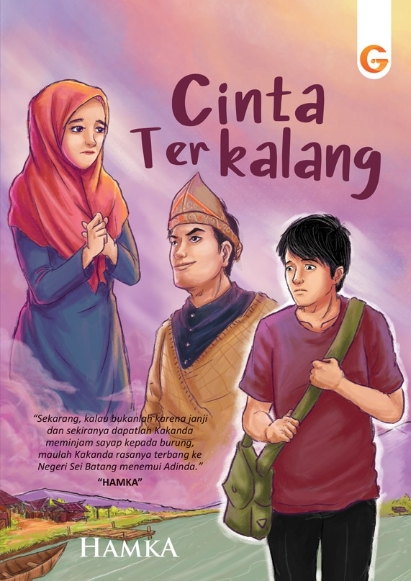 G
Cinta
Terkalang
“Sekarang, kalau bukanlah karena janji
dan sekiranya dapatlah Kakanda
meminjam sayap kepada burung,
maulah Kakanda rasanya terbang ke
Negeri Sei Batang menemui Adinda.”
“HAMKA”
HAMKA